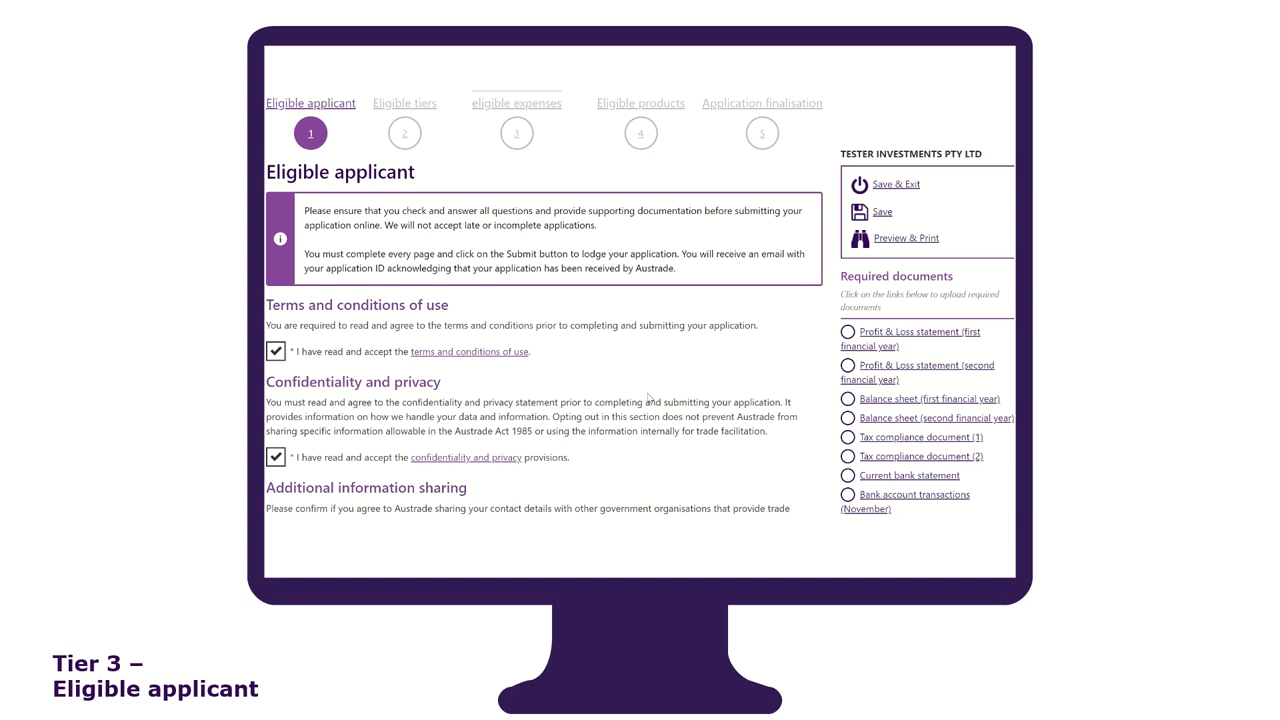 Eligible applicant
Eligible tiers
eligible expenses
Eligible products
Application finalisation
1
2
3
4
5
Eligible applicant
i
Please ensure that you check and answer all questions and provide supporting documentation before submitting your
application online. We will not accept late or incomplete applications.
You must complete every page and click on the Submit button to lodge your application. You will receive an email with
your application ID acknowledging that your application has been received by Austrade.
Terms and conditions of use
You are required to read and agree to the terms and conditions prior to completing and submitting your application.
* I have read and accept the terms and conditions of use.
Confidentiality and privacy
You must read and agree to the confidentiality and privacy statement prior to completing and submitting your application. It
provides information on how we handle your data and information. Opting out in this section does not prevent Austrade from
sharing specific information allowable in the Austrade Act 1985 or using the information internally for trade facilitation.
* I have read and accept the confidentiality and privacy provisions.
Additional information sharing
Please confirm if you agree to Austrade sharing your contact details with other government organisations that provide trade
TESTER INVESTMENTS PTY LTD
Save & Exit
Save
Preview & Print
Required documents
Click on the links below to upload required
documents
Profit & Loss statement (first
financial year)
Profit & Loss statement (second
financial year)
Balance sheet (first financial year)
Balance sheet (second financial year)
Tax compliance document (1)
Tax compliance document (2)
Current bank statement
Bank account transactions
(November)
Tier 3 –
Eligible applicant